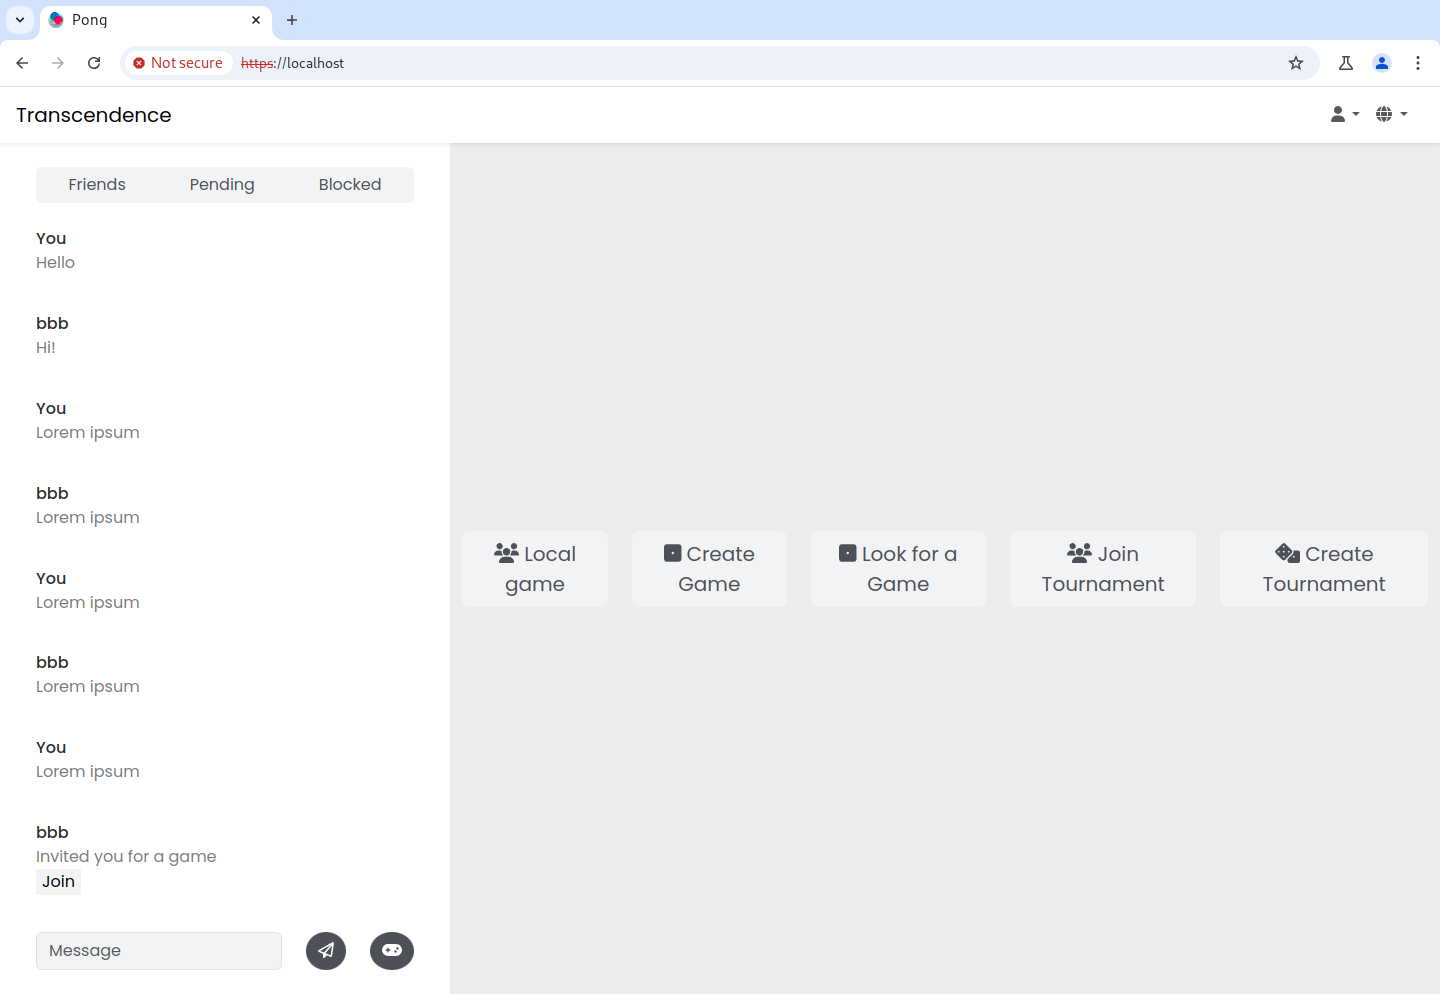 Pong
Not secure
https://localhost
Transcendence
Friends
Pending
Blocked
You
Hello
bbb
Hi!
You
Lorem ipsum
bbb
Lorem ipsum
You
Lorem ipsum
bbb
Lorem ipsum
You
Lorem ipsum
bbb
Invited you for a game
Join
Message
Local
game
Create
Game
Look for a
Game
Join
Tournament
Create
Tournament